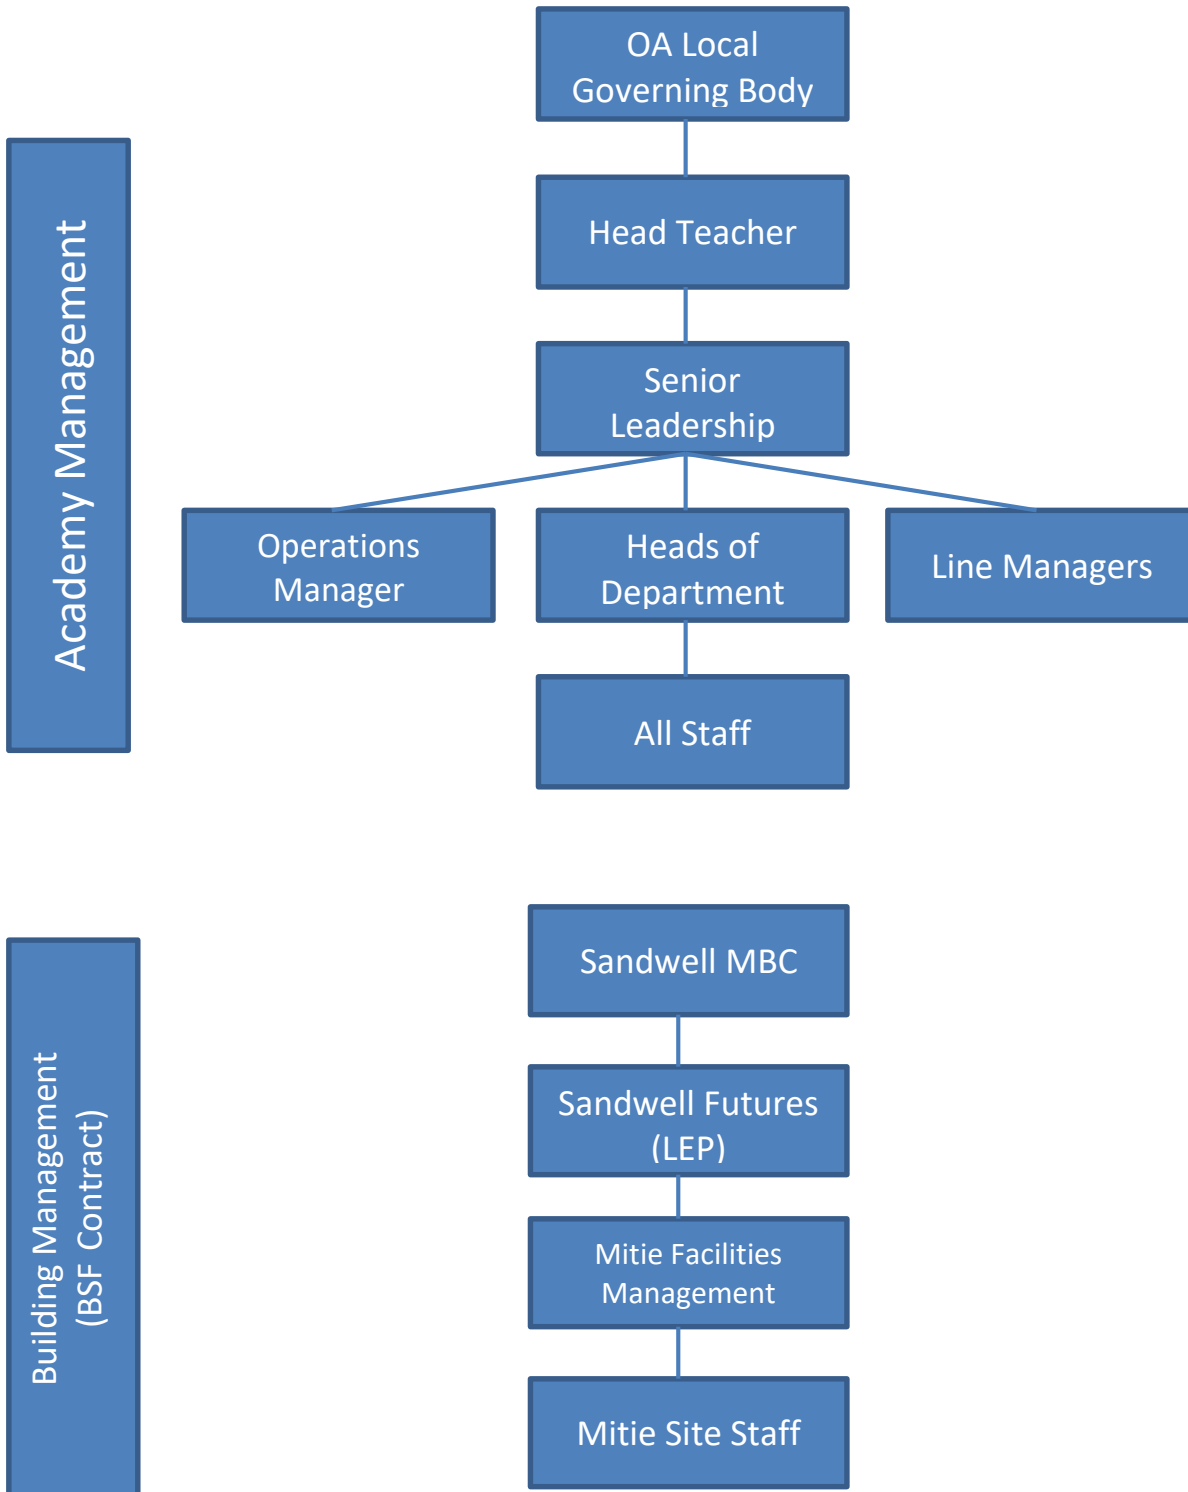 OA Local
Governing Body
Academy Management
Head Teacher
Senior
Leadership
Operations
Manager
Heads of
Department
Line Managers
All Staff
Building Management
(BSF Contract)
Sandwell MBC
Sandwell Futures
(LEP)
Mitie Facilities
Management
Mitie Site Staff